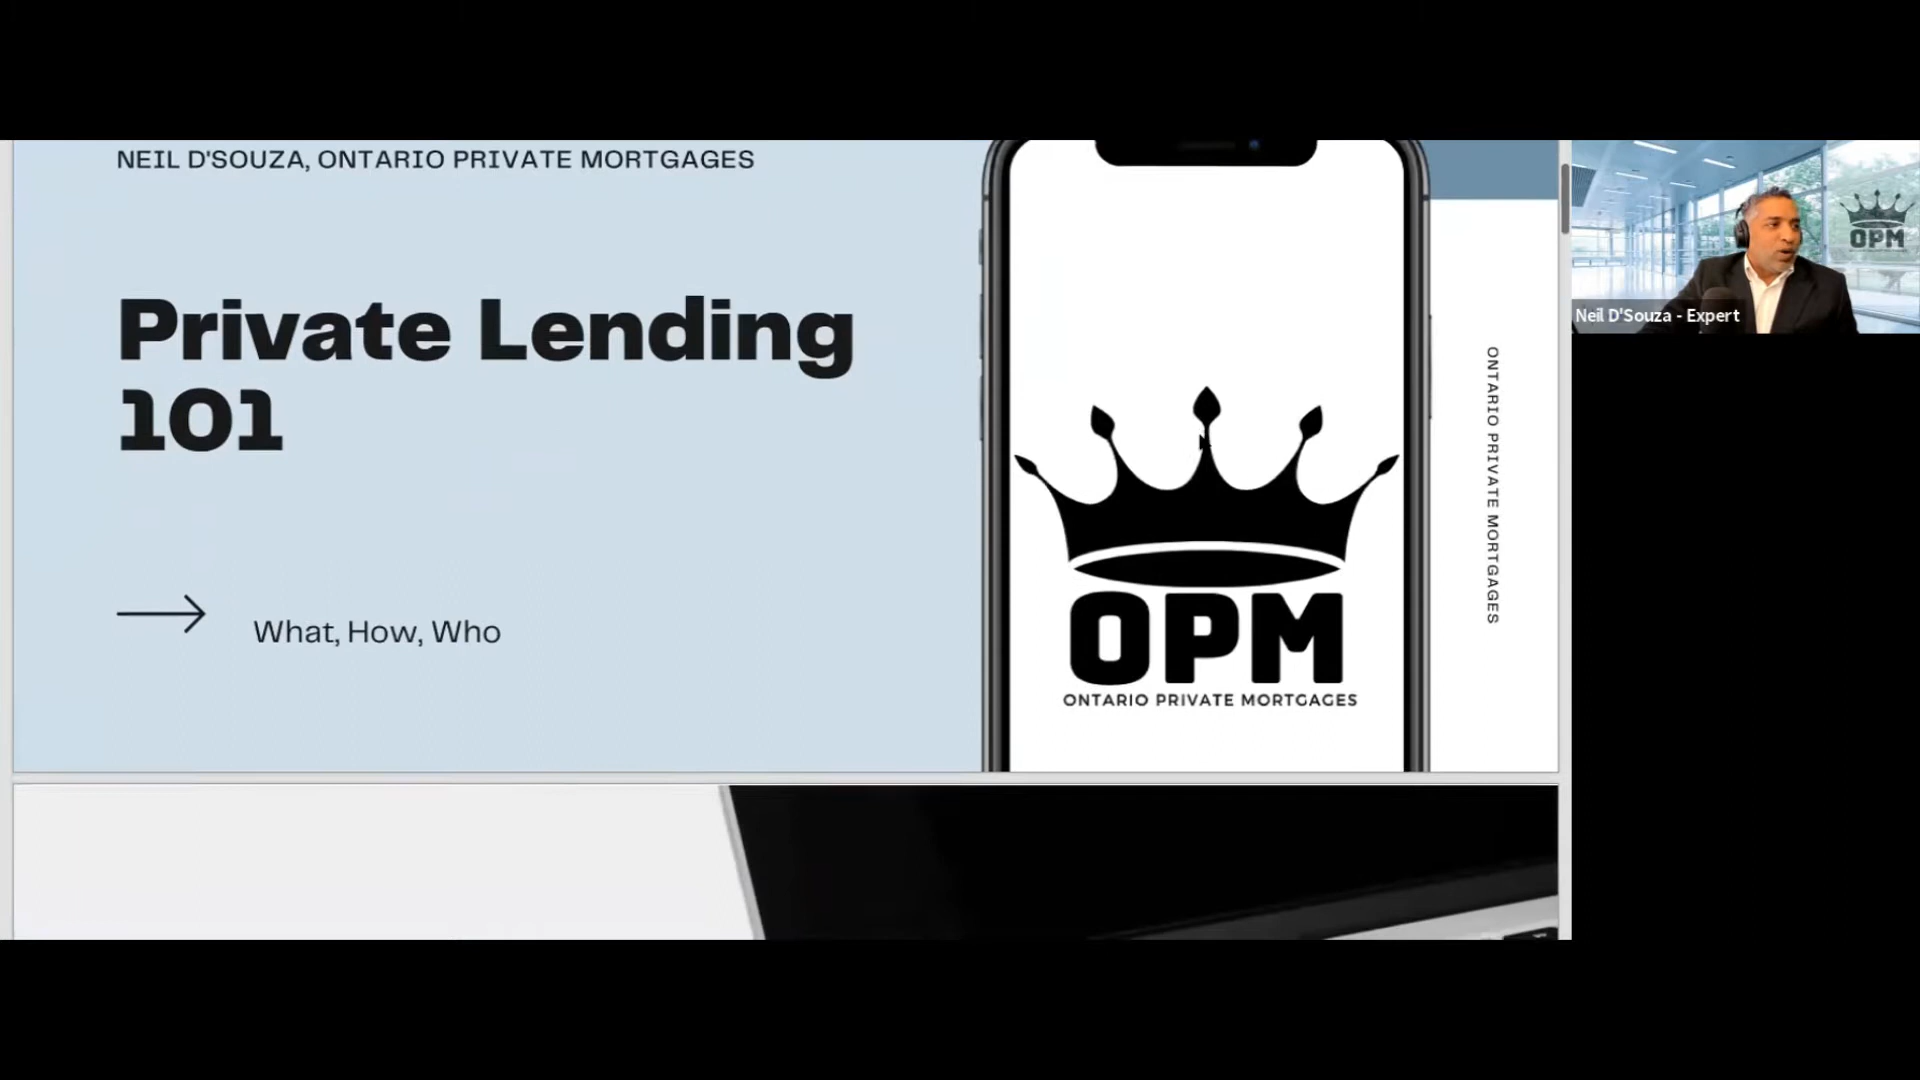 NEIL D'SOUZA, ONTARIO PRIVATE MORTGAGES
Private Lending
101
What, How, Who
OPM
ONTARIO PRIVATE MORTGAGES
ONTARIO PRIVATE MORTGAGES
OPM
Neil D'Souza - Expert